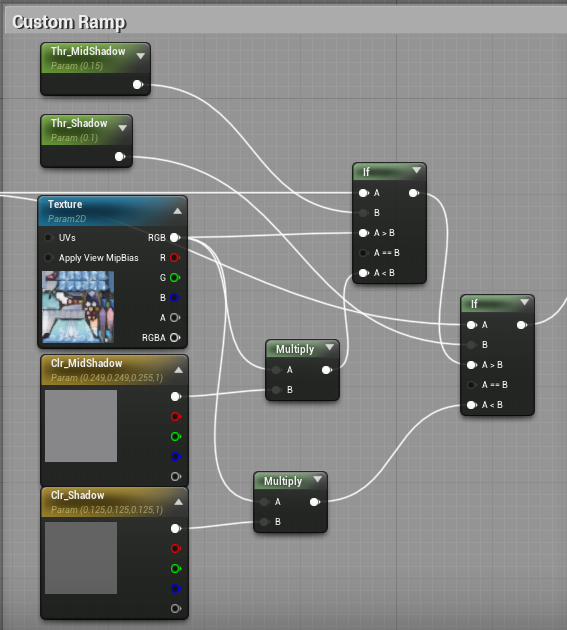 Custom Ramp
Thr_MidShadow
Param (0.15)
Thr_Shadow
Param (0.1)
Texture
Param2D
UVs
RGB
Apply View MipBias
R
G
B
A
RGBA
Clr_MidShadow
Param (0.249,0.249,0.255,1)
Clr_Shadow
Param (0.125,0.125,0.125,1)
Multiply
A
B
Multiply
A
B
If
A
B
A > B
A == B
A < B
If
A
B
A > B
A == B
A < B